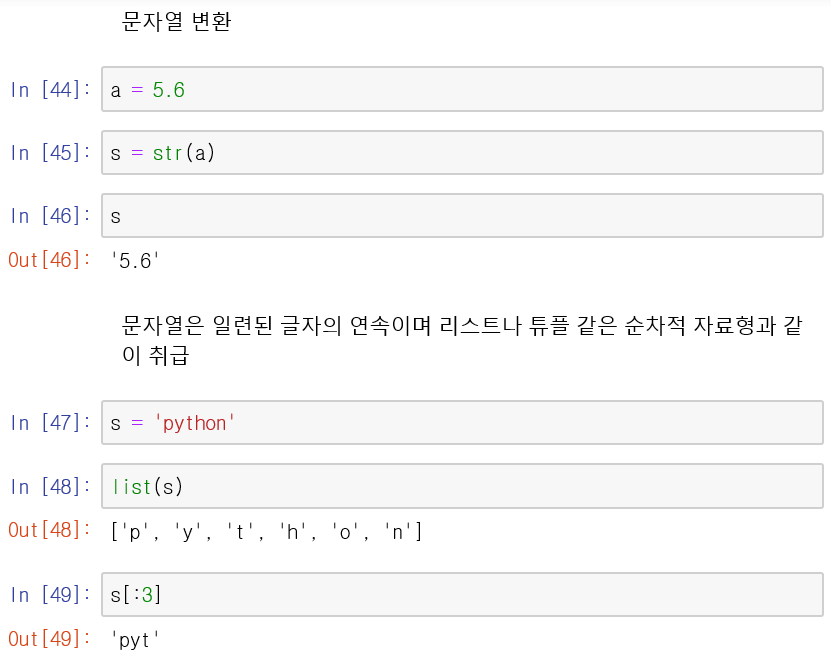 문자열 변환
In [44]: a = 5.6
In [45]: s = str(a)
In [46]: s
Out[46]: '5.6'
문자열은 일련된 글자의 연속이며 리스트나 튜플 같은 순차적 자료형과 같
이 취급
In [47]: s = 'python'
In [48]: list(s)
Out[48]: ['p', 'y', 't', 'h', 'o', 'n']
In [49]: s[:3]
Out[49]: 'pyt'